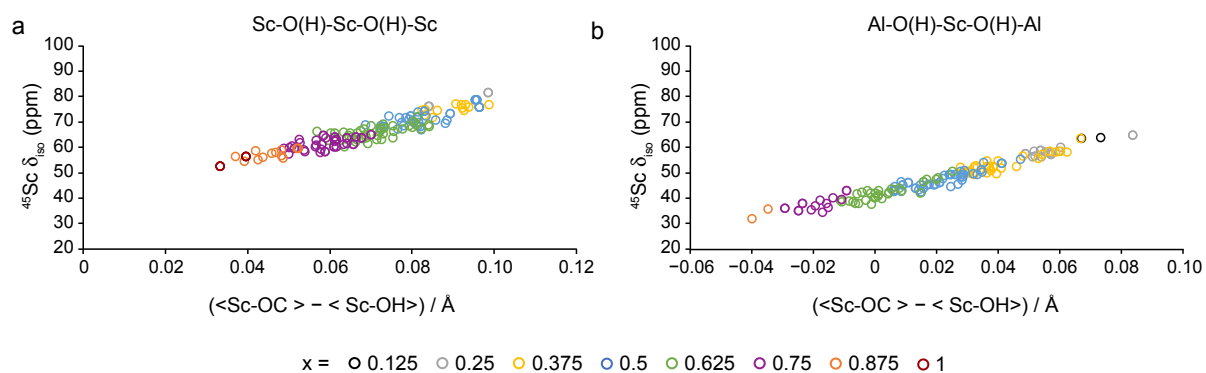 a
Sc-O(H)-Sc-O(H)-Sc
100
90
80
70
60
50
40
30
20
⁴⁵Sc δiso (ppm)
0 0.02 0.04 0.06 0.08 0.10 0.12
(<Sc-OC > − < Sc-OH>) / Å
b
Al-O(H)-Sc-O(H)-Al
100
90
80
70
60
50
40
30
20
⁴⁵Sc δiso (ppm)
−0.06 −0.04 −0.02 0 0.02 0.04 0.06 0.08 0.10
(<Sc-OC > − < Sc-OH>) / Å
x = 0.125 0.25 0.375 0.5 0.625 0.75 0.875 1